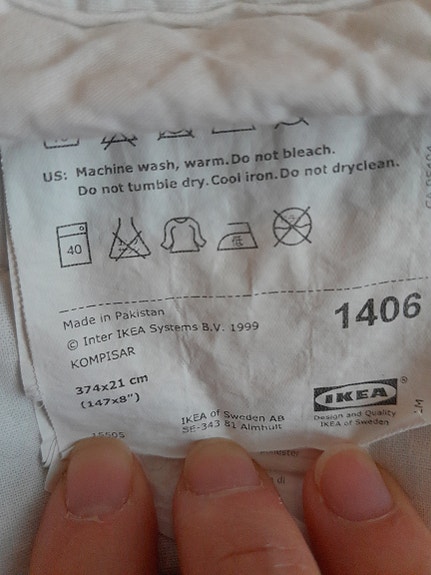 US: Machine wash, warm. Do not bleach.
Do not tumble dry. Cool iron. Do not dryclean.
40
Made in Pakistan
© Inter IKEA Systems B.V. 1999
KOMPISAR
1406
374x21 cm
(147x8")
IKEA of Sweden AB
SE-343 81 Älmhult
IKEA®
Design and Quality
IKEA of Sweden
15505